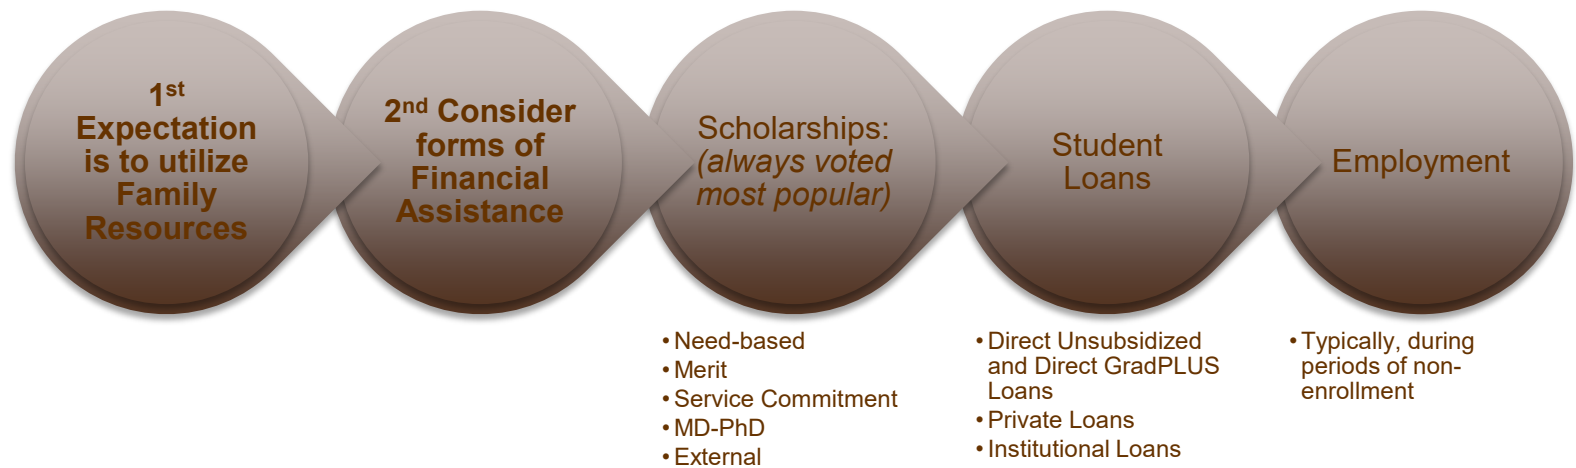 1st
Expectation
is to utilize
Family
Resources
2nd Consider
forms of
Financial
Assistance
Scholarships:
(always voted
most popular)
• Need-based
• Merit
• Service Commitment
• MD-PhD
• External
Student
Loans
• Direct Unsubsidized
and Direct GradPLUS
Loans
• Private Loans
• Institutional Loans
Employment
• Typically, during
periods of non-
enrollment